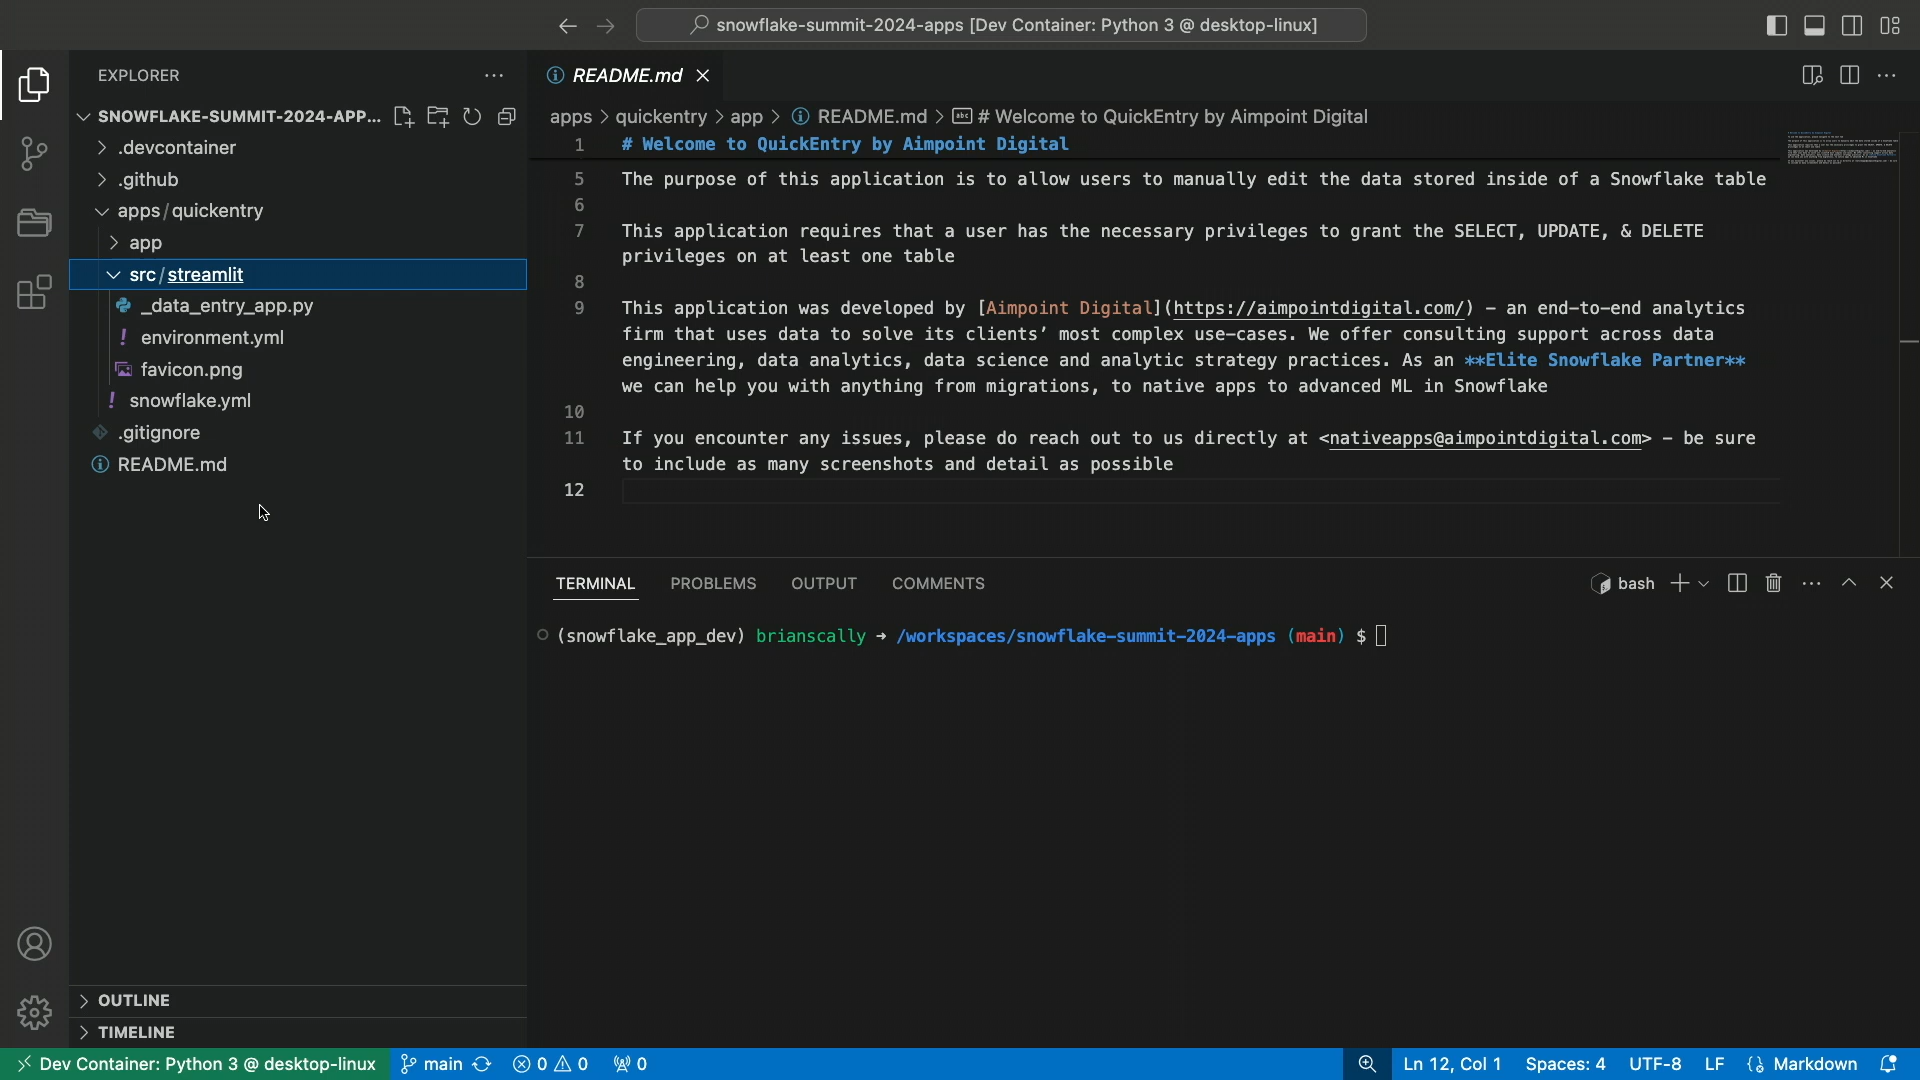 snowflake-summit-2024-apps [Dev Container: Python 3 @ desktop-linux]
EXPLORER
SNOWFLAKE-SUMMIT-2024-APP...
.devcontainer
.github
apps/quickentry
app
src/streamlit
_data_entry_app.py
environment.yml
favicon.png
snowflake.yml
.gitignore
README.md
OUTLINE
TIMELINE
README.md
apps > quickentry > app > README.md > # Welcome to QuickEntry by Aimpoint Digital
1 # Welcome to QuickEntry by Aimpoint Digital
5 The purpose of this application is to allow users to manually edit the data stored inside of a Snowflake table
6
7 This application requires that a user has the necessary privileges to grant the SELECT, UPDATE, & DELETE
privileges on at least one table
8
9 This application was developed by [Aimpoint Digital](https://aimpointdigital.com/) – an end-to-end analytics
firm that uses data to solve its clients’ most complex use-cases. We offer consulting support across data
engineering, data analytics, data science and analytic strategy practices. As an **Elite Snowflake Partner**
we can help you with anything from migrations, to native apps to advanced ML in Snowflake
10
11 If you encounter any issues, please do reach out to us directly at <nativeapps@aimpointdigital.com> – be sure
to include as many screenshots and detail as possible
12
TERMINAL PROBLEMS OUTPUT COMMENTS
bash
(snowflake_app_dev) brianscally ➜ /workspaces/snowflake-summit-2024-apps (main) $
Dev Container: Python 3 @ desktop-linux main 0 0 0 Ln 12, Col 1 Spaces: 4 UTF-8 LF Markdown